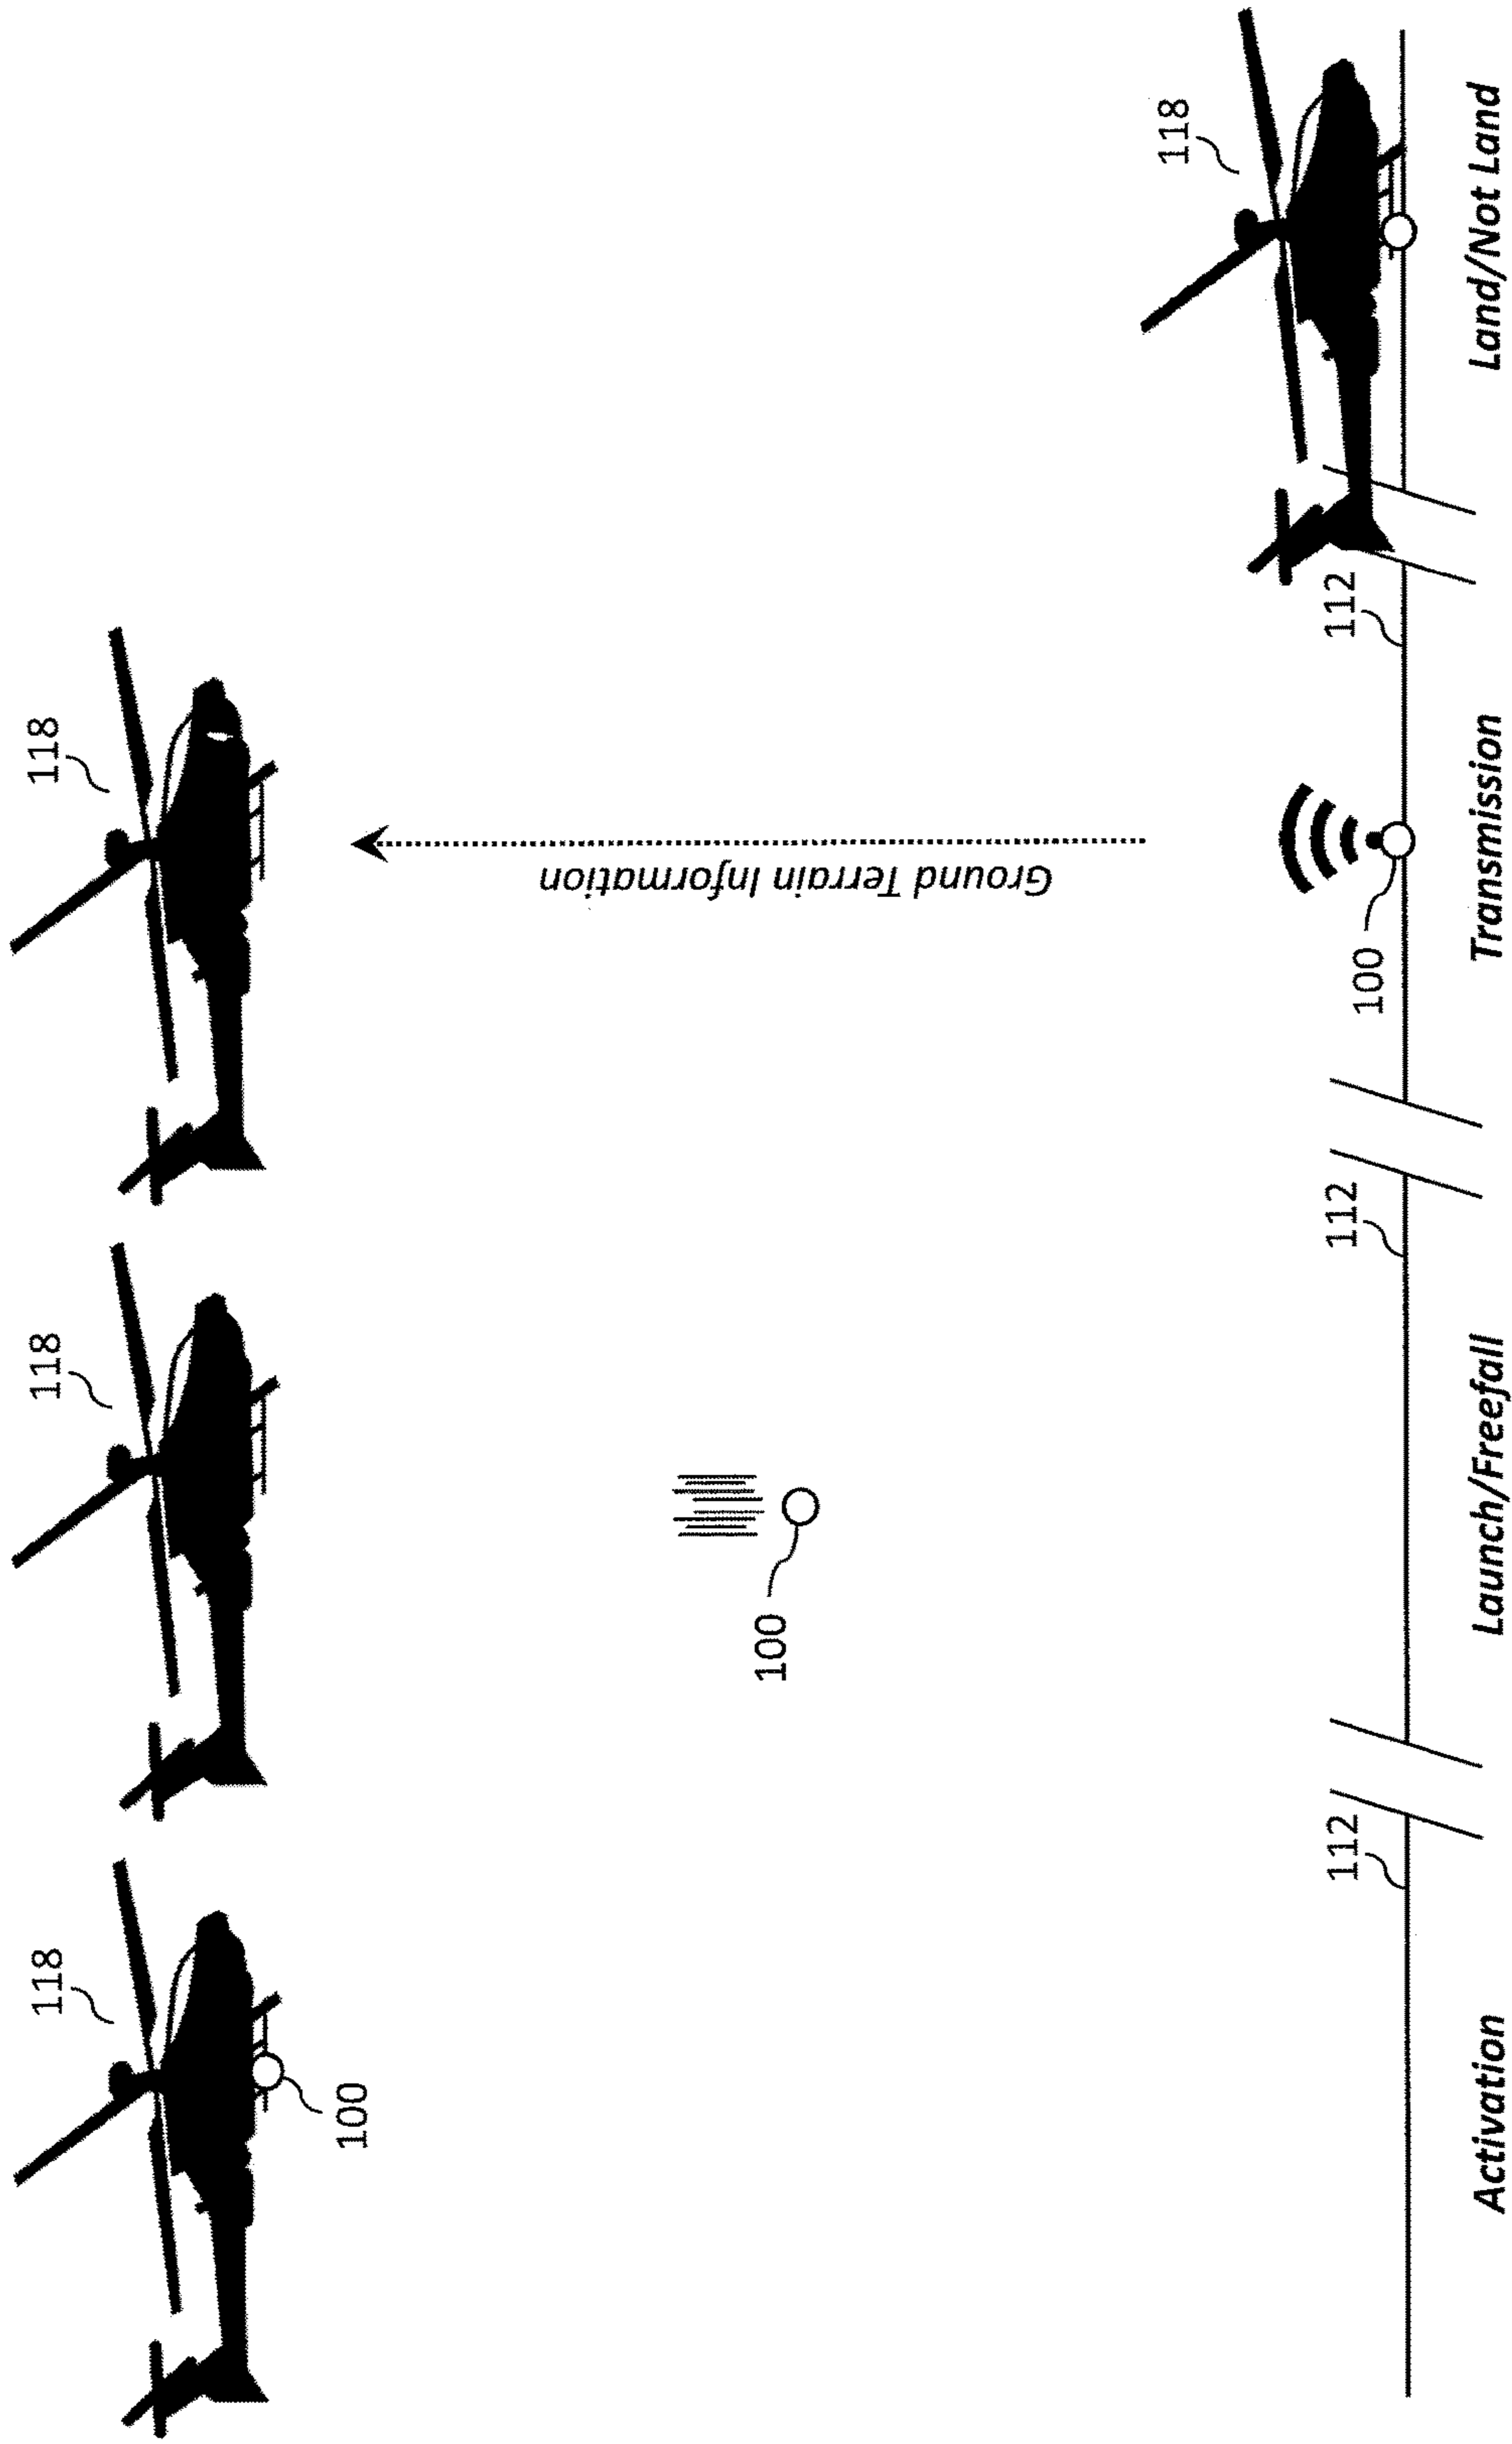 118
118
118
100
100
Ground Terrain Information
118
112
112
112
100
Activation
Launch/Freefall
Transmission
Land/Not Land